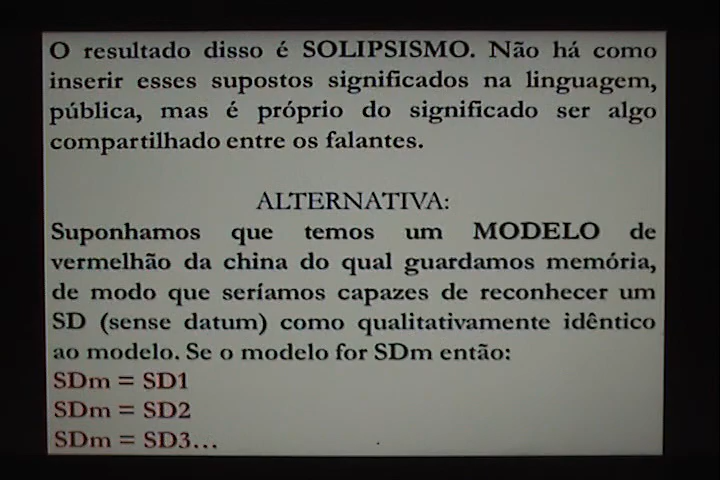 O resultado disso é SOLIPSISMO. Não há como
inserir esses supostos significados na linguagem,
pública, mas é próprio do significado ser algo
compartilhado entre os falantes.
ALTERNATIVA:
Suponhamos que temos um MODELO de
vermelhão da china do qual guardamos memória,
de modo que seríamos capazes de reconhecer um
SD (sense datum) como qualitativamente idêntico
ao modelo. Se o modelo for SDm então:
SDm = SD1
SDm = SD2
SDm = SD3...